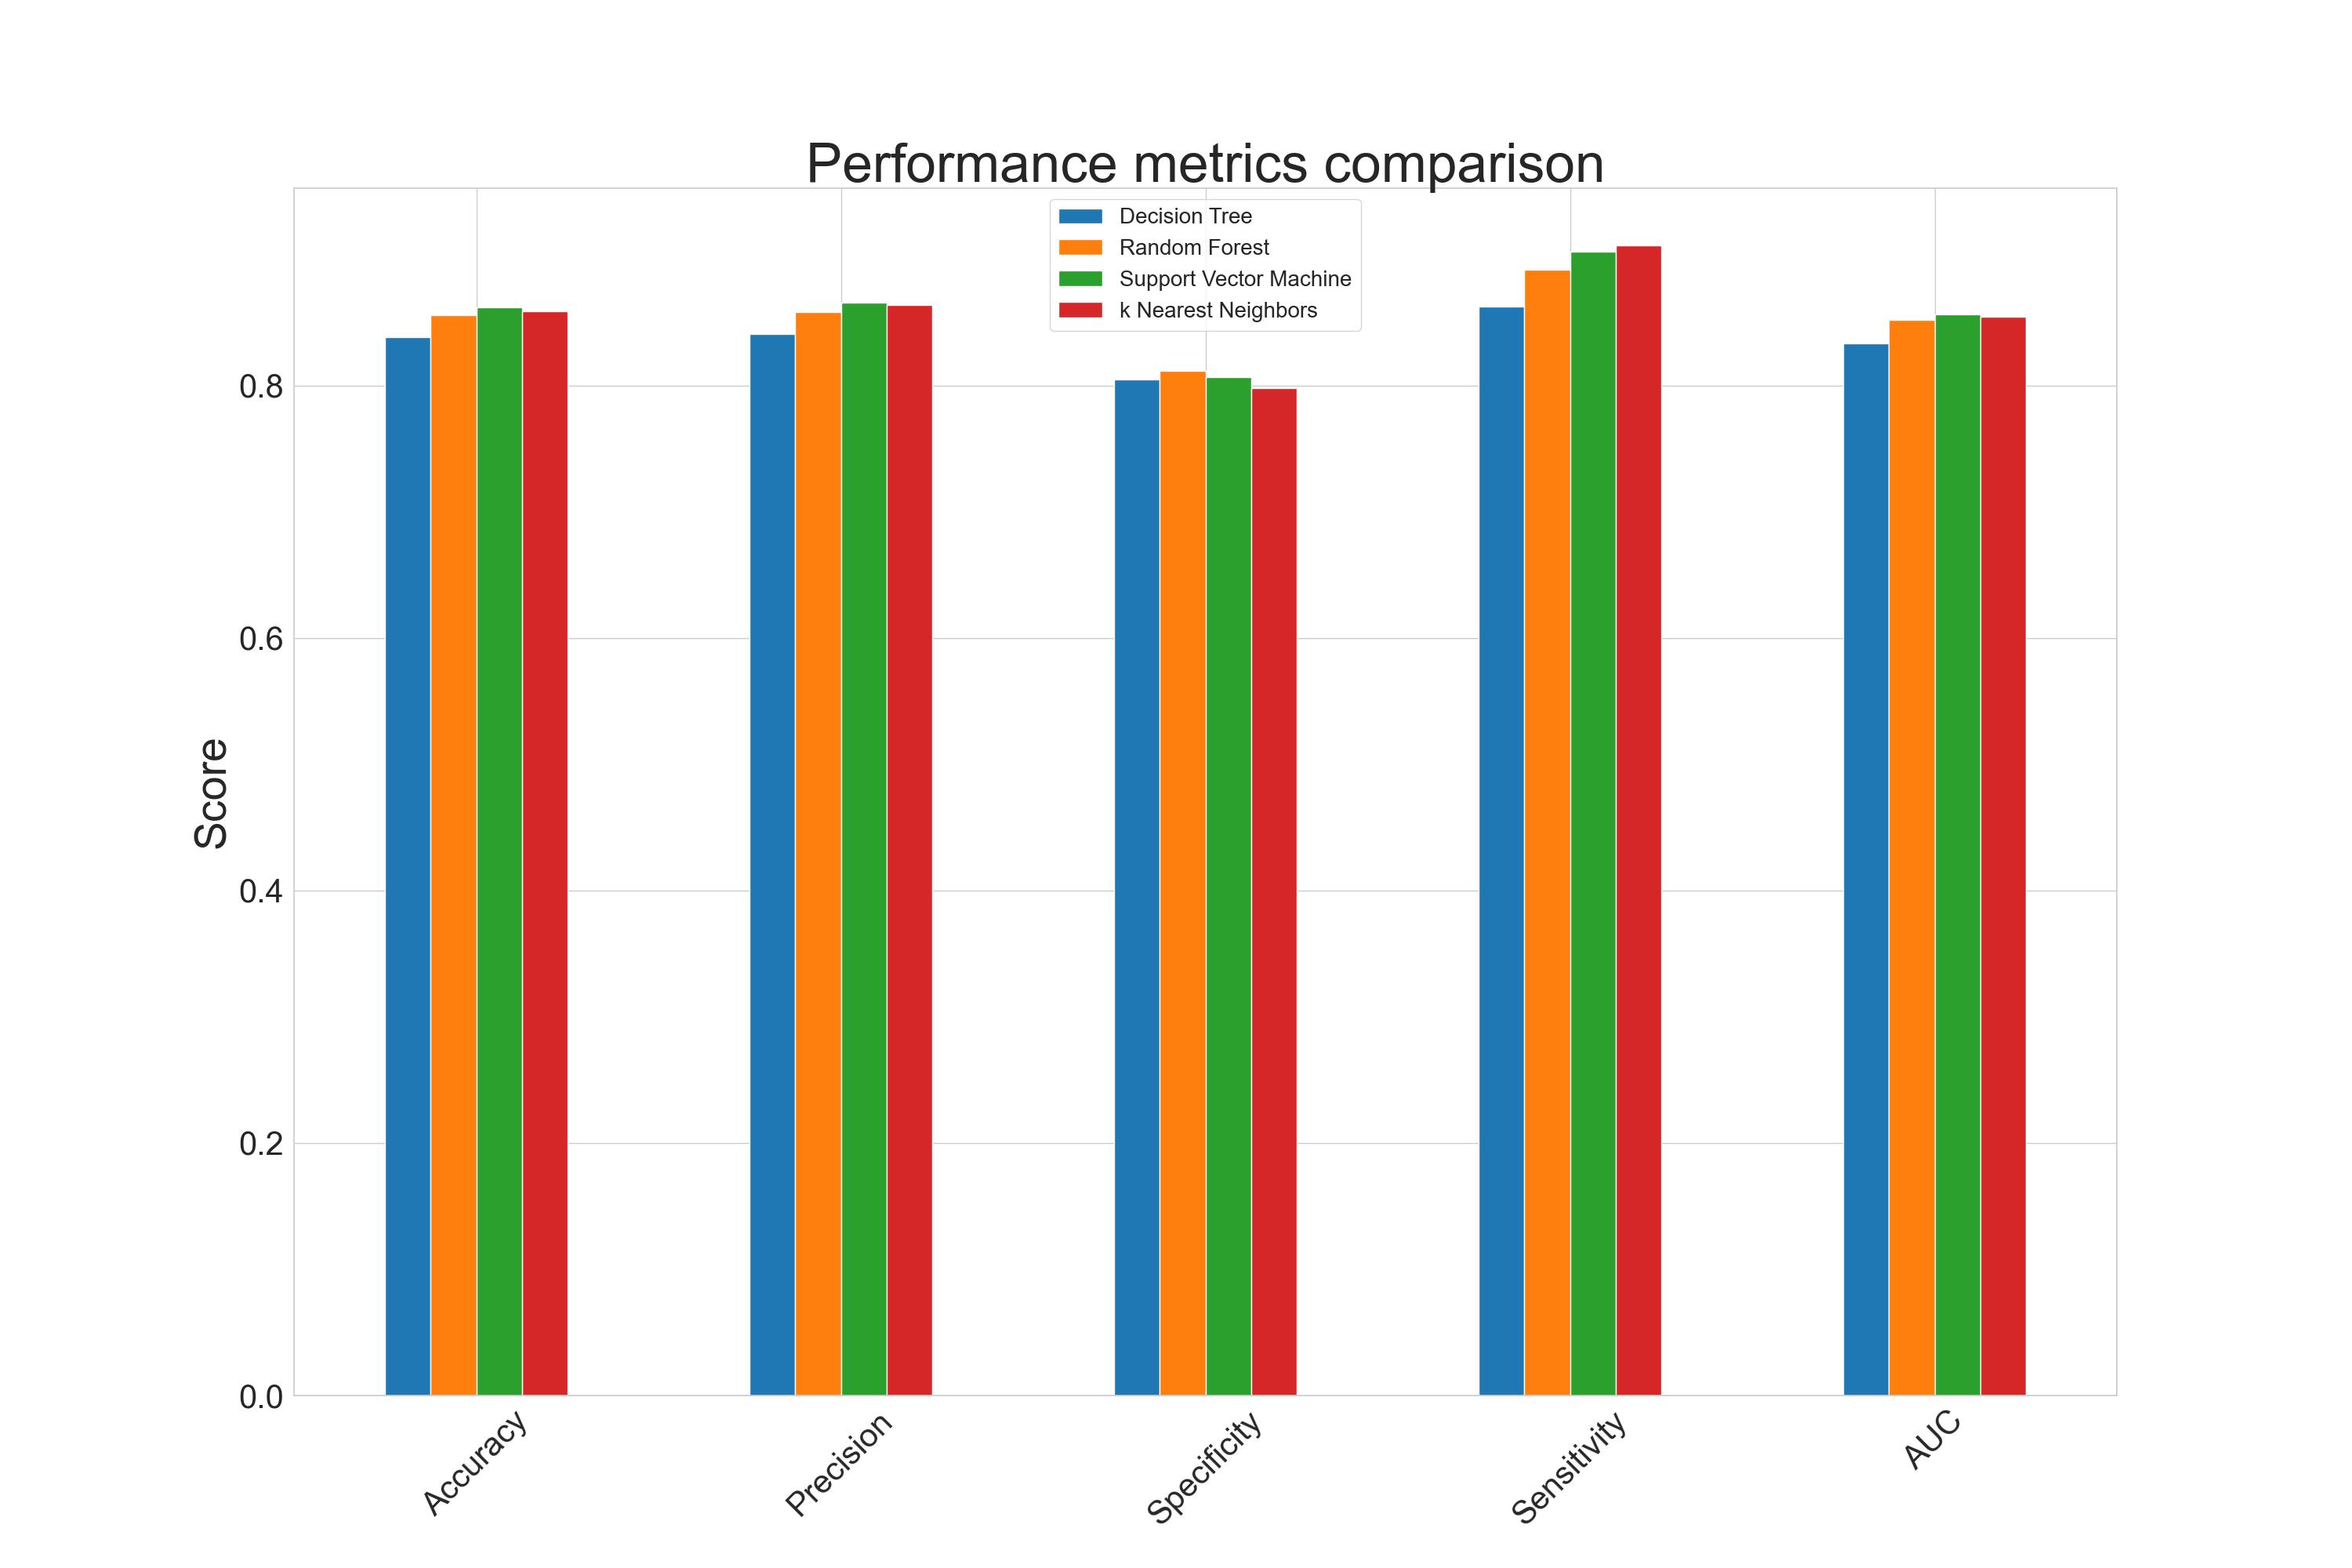 Performance metrics comparison
Decision Tree
Random Forest
Support Vector Machine
k Nearest Neighbors
0.8
0.6
0.4
0.2
0.0
Score
Accuracy
Precision
Specificity
Sensitivity
AUC